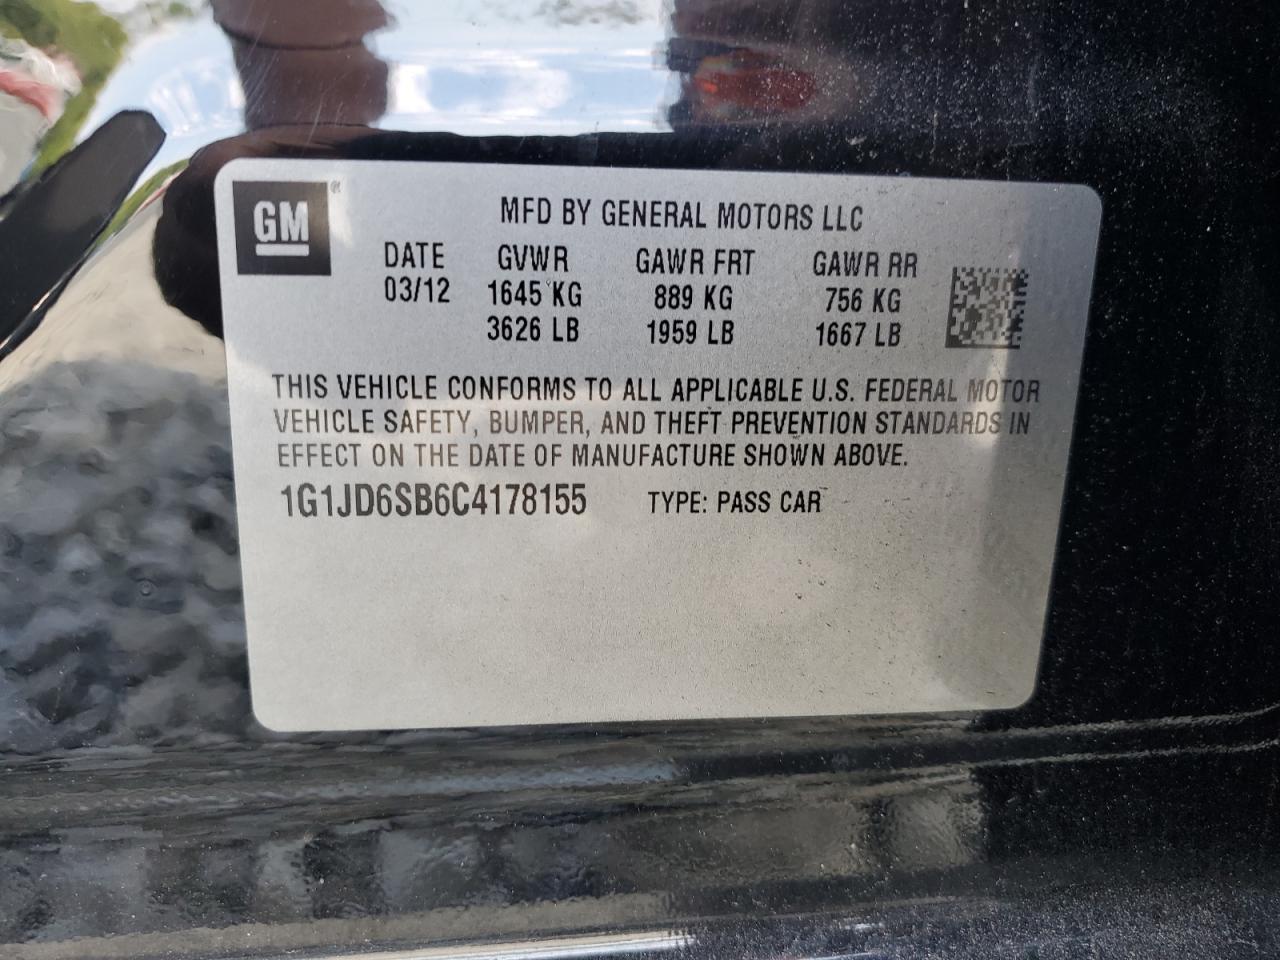 GM®
MFD BY GENERAL MOTORS LLC
DATE GVWR GAWR FRT GAWR RR
03/12 1645 KG 889 KG 756 KG
3626 LB 1959 LB 1667 LB
THIS VEHICLE CONFORMS TO ALL APPLICABLE U.S. FEDERAL MOTOR
VEHICLE SAFETY, BUMPER, AND THEFT PREVENTION STANDARDS IN
EFFECT ON THE DATE OF MANUFACTURE SHOWN ABOVE.
1G1JD6SB6C4178155 TYPE: PASS CAR